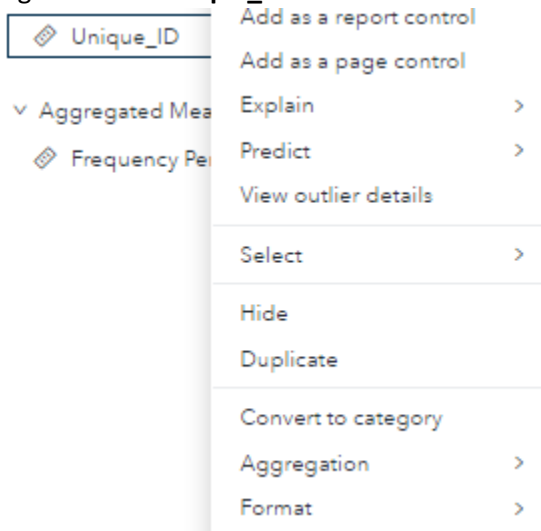 Unique_ID
Aggregated Mea
Frequency Pe
Add as a report control
Add as a page control
Explain
Predict
View outlier details
Select
Hide
Duplicate
Convert to category
Aggregation
Format